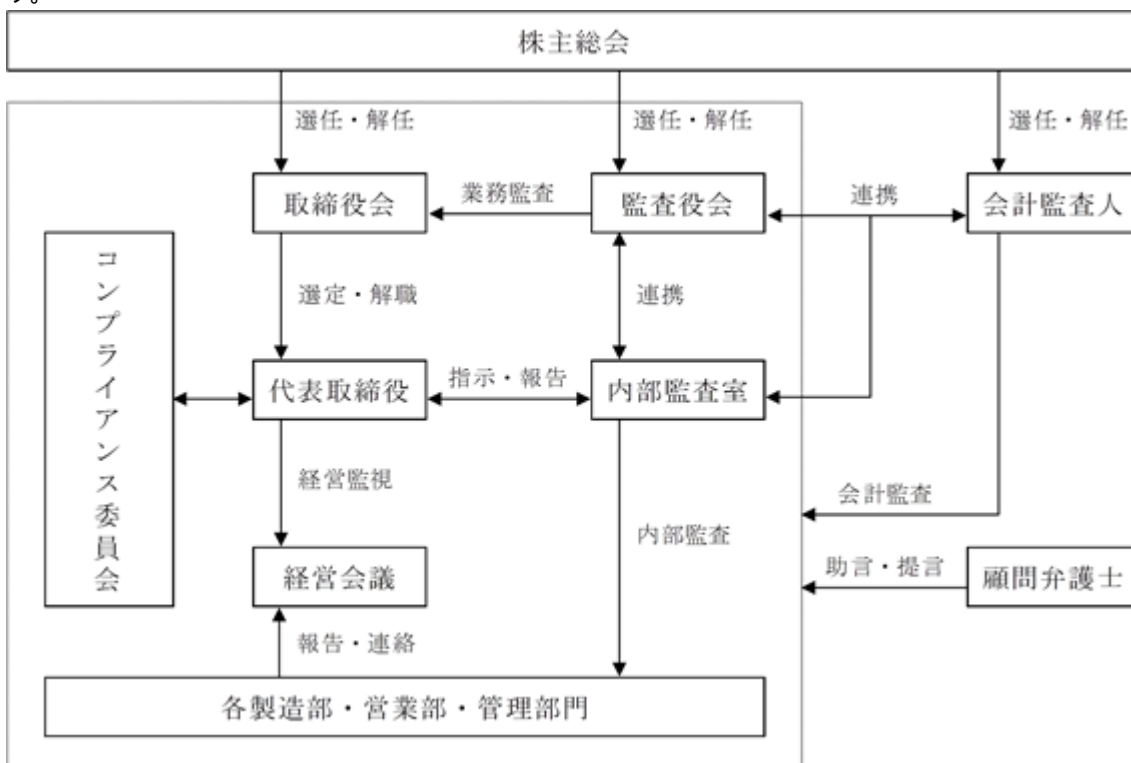 す。
株主総会
選任・解任
選任・解任
選任・解任
取締役会
業務監査
監査役会
連携
会計監査人
コンプライアンス委員会
選定・解職
連携
代表取締役
指示・報告
内部監査室
経営監視
会計監査
内部監査
経営会議
助言・提言
顧問弁護士
報告・連絡
各製造部・営業部・管理部門